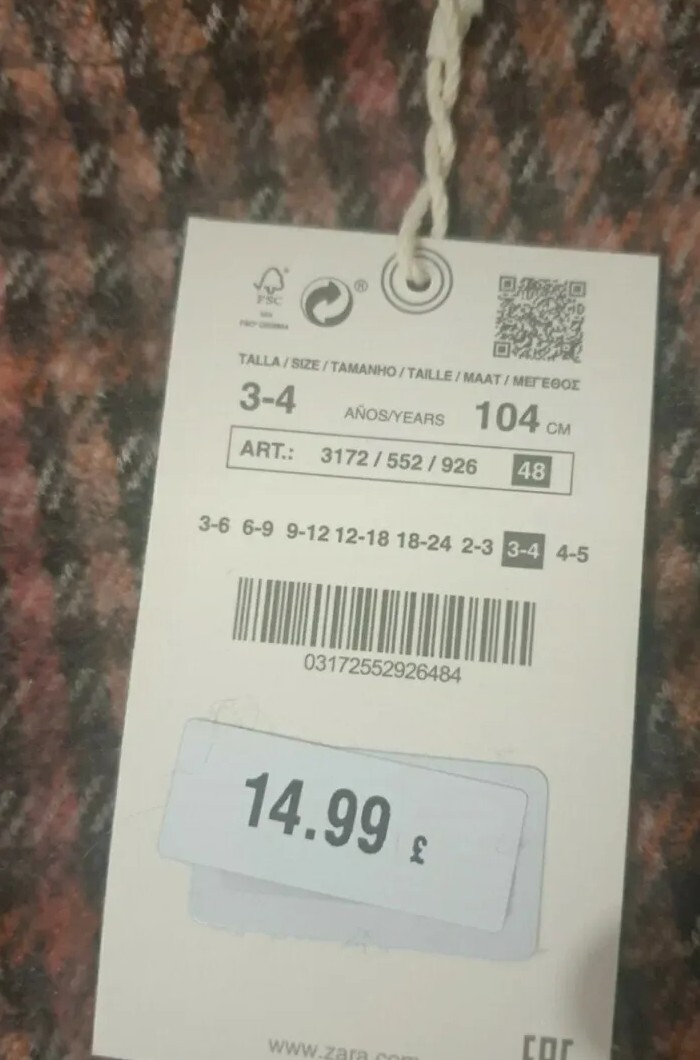 FSC
®
TALLA / SIZE / TAMANHO / TAILLE / MAAT / ΜΕΓΕΘΟΣ
3-4 AÑOS/YEARS 104 CM
ART.: 3172 / 552 / 926 48
3-6 6-9 9-12 12-18 18-24 2-3 3-4 4-5
03172552926484
14.99 £
www.zara.com
EAC